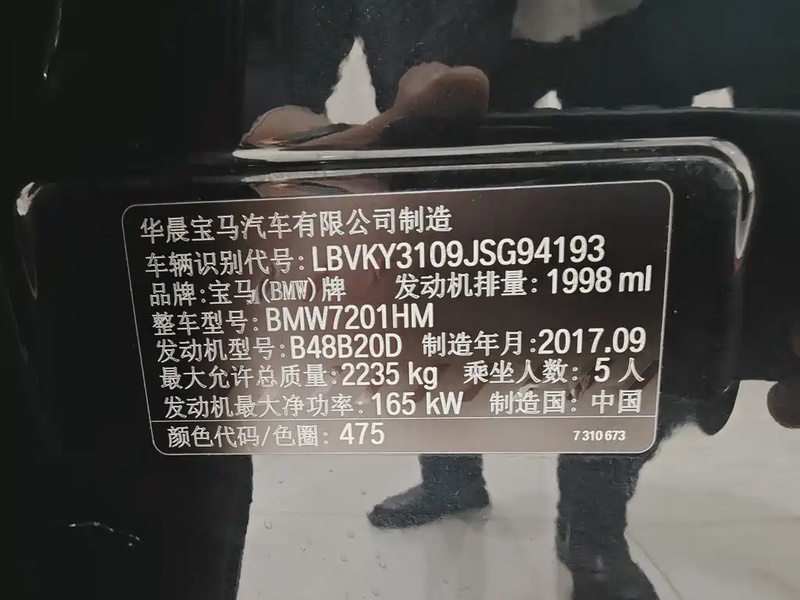 华晨宝马汽车有限公司制造
车辆识别代号: LBVKY3109JSG94193
品牌: 宝马(BMW)牌 发动机排量: 1998 ml
整车型号: BMW7201HM
发动机型号: B48B20D 制造年月: 2017.09
最大允许总质量: 2235 kg 乘坐人数: 5 人
发动机最大净功率: 165 kW 制造国: 中国
颜色代码/色圈: 475 7 310 673